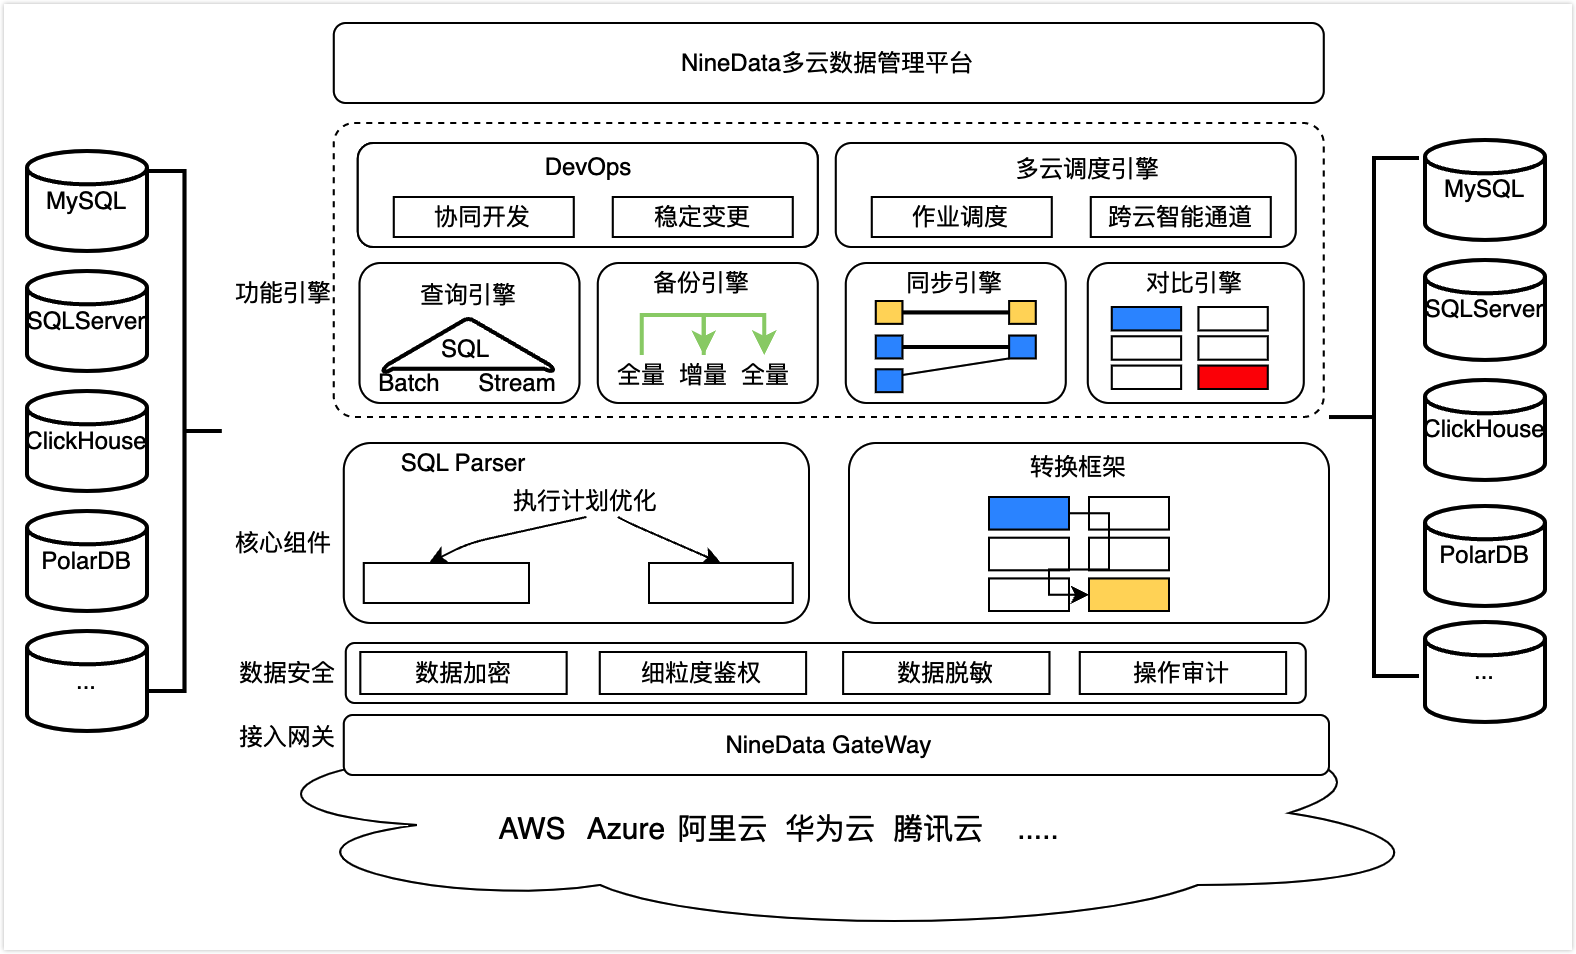 NineData多云数据管理平台
MySQL
SQLServer
ClickHouse
PolarDB
...
功能引擎
DevOps
协同开发
稳定变更
多云调度引擎
作业调度
跨云智能通道
查询引擎
SQL
Batch
Stream
备份引擎
全量
增量
全量
同步引擎
对比引擎
核心组件
SQL Parser
执行计划优化
转换框架
数据安全
数据加密
细粒度鉴权
数据脱敏
操作审计
接入网关
NineData GateWay
AWS Azure 阿里云 华为云 腾讯云 .....
MySQL
SQLServer
ClickHouse
PolarDB
...